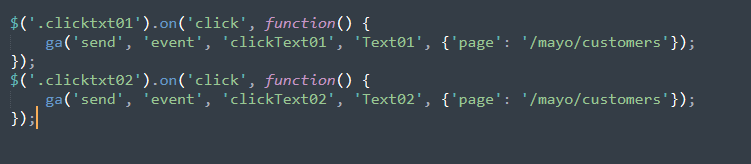 $('.clicktxt01').on('click', function() {
    ga('send', 'event', 'clickText01', 'Text01', {'page': '/mayo/customers'});
});
$('.clicktxt02').on('click', function() {
    ga('send', 'event', 'clickText02', 'Text02', {'page': '/mayo/customers'});
});